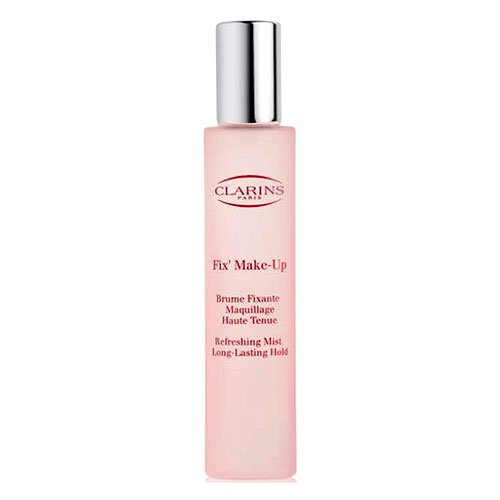 CLARINS
PARIS
Fix' Make-Up
Brume Fixante
Maquillage
Haute Tenue
Refreshing Mist
Long-Lasting Hold